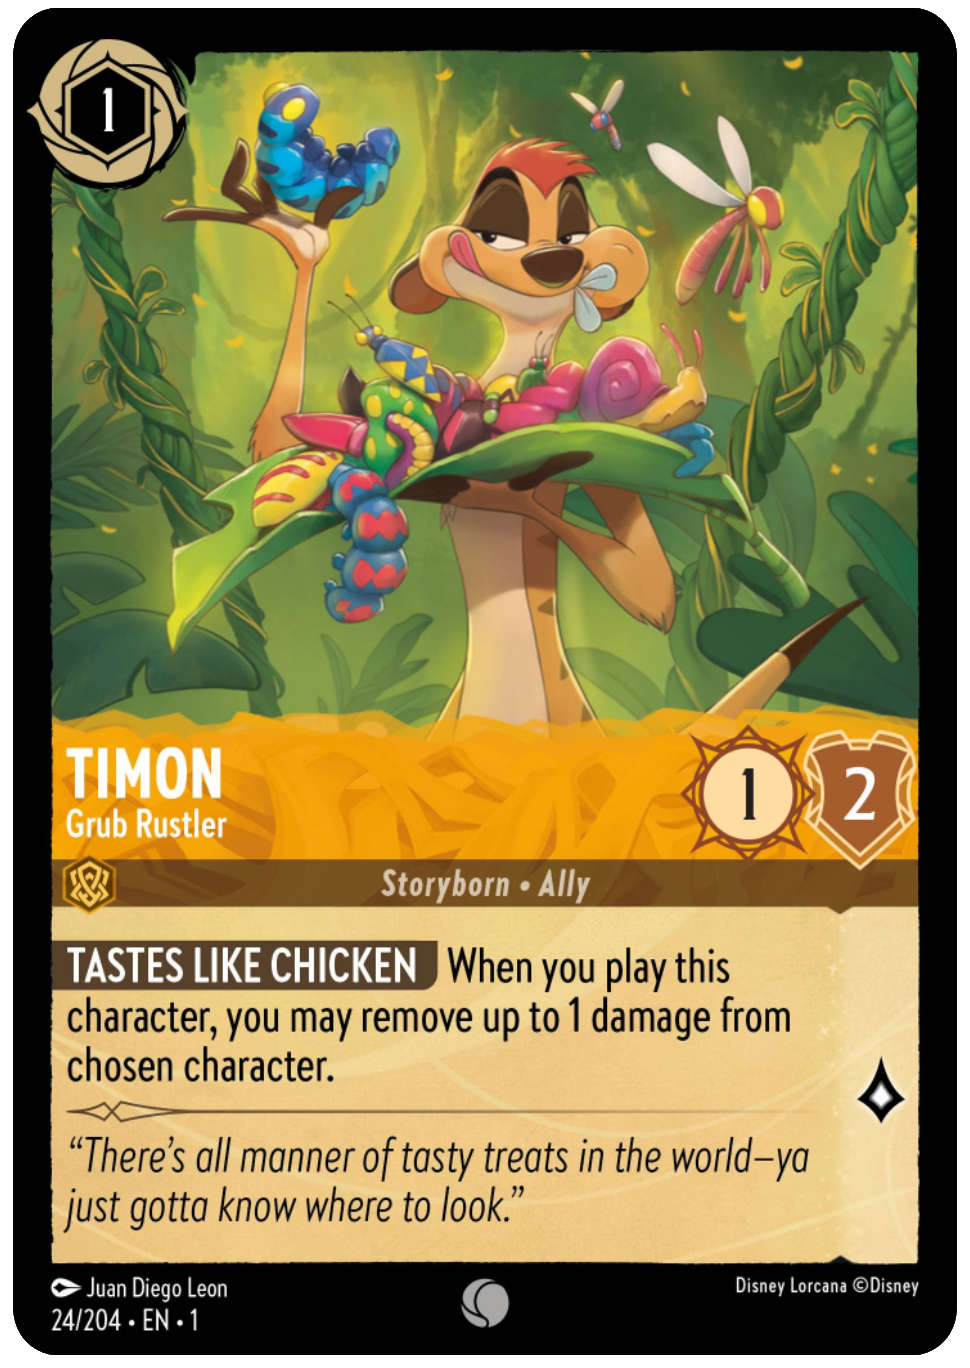 1
TIMON
Grub Rustler
1
2
Storyborn • Ally
TASTES LIKE CHICKEN When you play this
character, you may remove up to 1 damage from
chosen character.
“There’s all manner of tasty treats in the world–ya
just gotta know where to look.”
Juan Diego Leon
Disney Lorcana ©Disney
24/204 • EN • 1